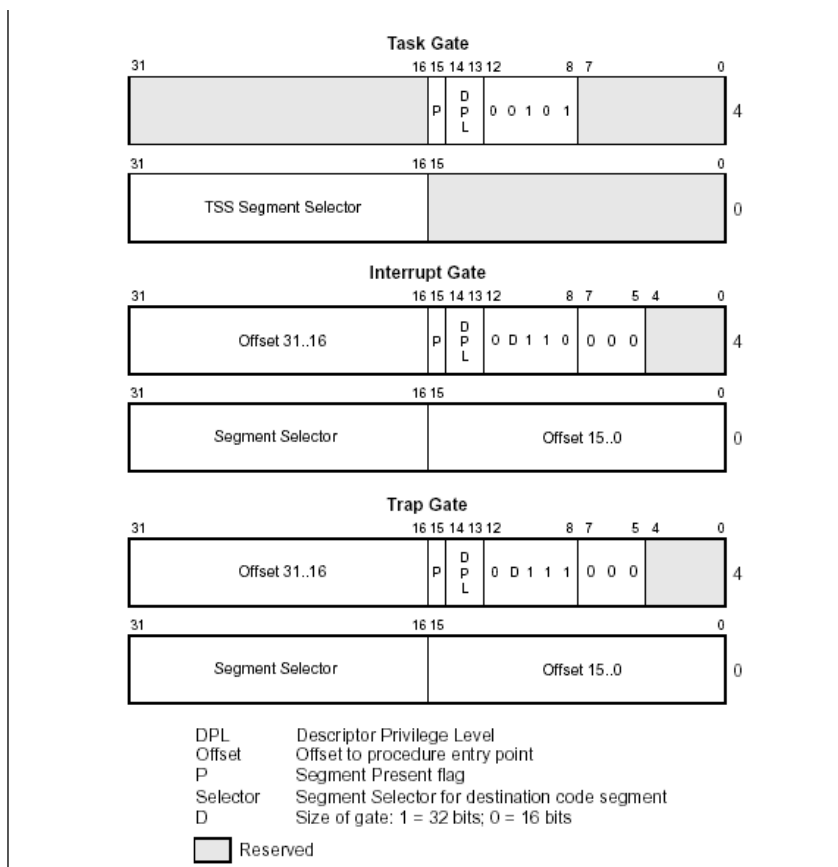 Task Gate
31 16 15 14 13 12 8 7 0
P D P L 0 0 1 0 1 4
31 16 15 0
TSS Segment Selector 0
Interrupt Gate
31 16 15 14 13 12 8 7 5 4 0
Offset 31..16 P D P L 0 D 1 1 0 0 0 0 4
31 16 15 0
Segment Selector Offset 15..0 0
Trap Gate
31 16 15 14 13 12 8 7 5 4 0
Offset 31..16 P D P L 0 D 1 1 1 0 0 0 4
31 16 15 0
Segment Selector Offset 15..0 0
DPL Descriptor Privilege Level
Offset Offset to procedure entry point
P Segment Present flag
Selector Segment Selector for destination code segment
D Size of gate: 1 = 32 bits; 0 = 16 bits
Reserved